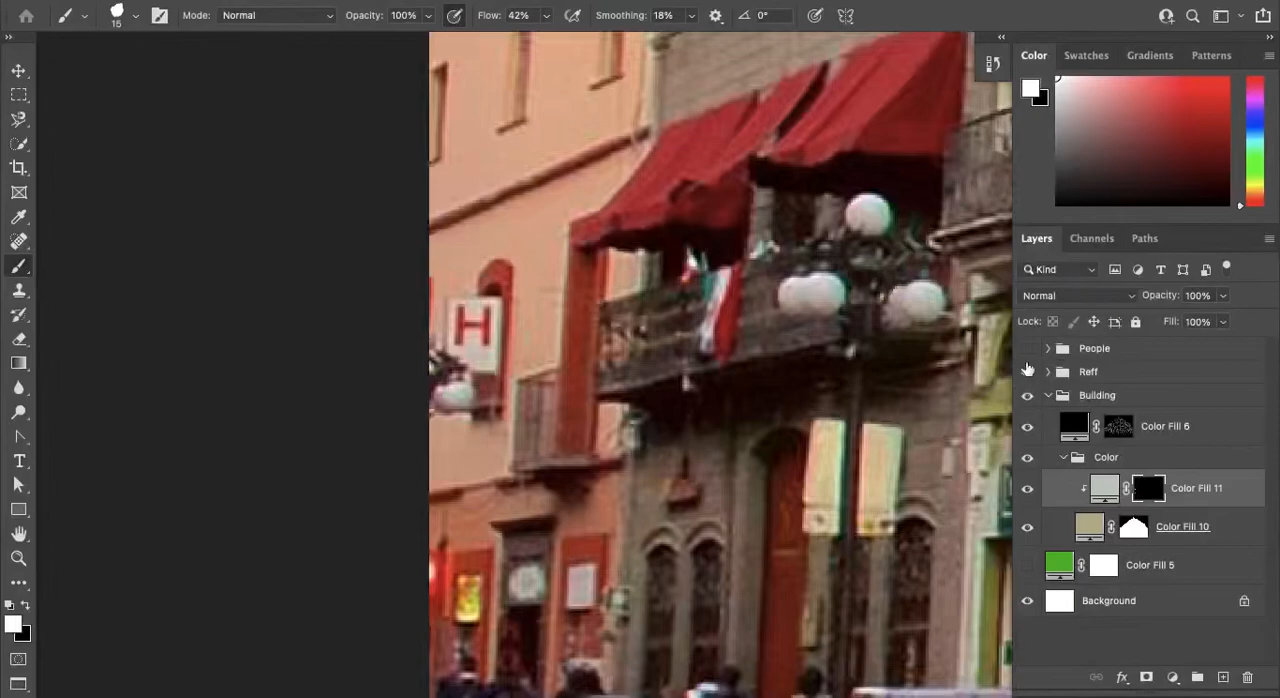 15 Mode: Normal Opacity: 100% Flow: 42% Smoothing: 18% 0°
Color Swatches Gradients Patterns
Layers Channels Paths
Kind
Normal Opacity: 100%
Lock: Fill: 100%
People
Reff
Building
Color Fill 6
Color
Color Fill 11
Color Fill 10
Color Fill 5
Background
fx
H